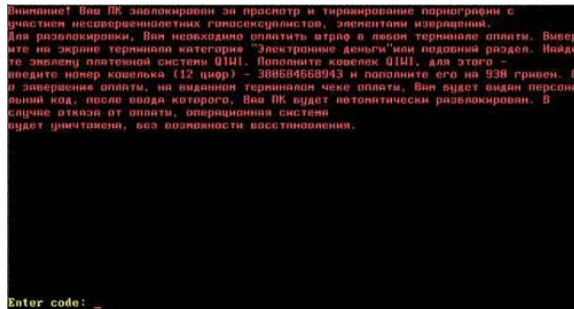 Внимание! Ваш ПК заблокирован за просмотр и тиражирование порнографии с
участием несовершеннолетних гомосексуалистов, элементами извращений.
Для разблокировки, Вам необходимо оплатить штраф в любом терминале оплаты. Выбер
ите на экране терминала категория "Электронные деньги"или подобный раздел. Найди
те эмблему платежной системы QIWI. Пополните кошелек QIWI, для этого -
введите номер кошелька (12 цифр) - 380684668943 и пополните его на 930 гривен. П
о завершение оплаты, на выданном терминалом чеке оплаты, Вам будет выдан персона
льный код, после ввода которого, Ваш ПК будет автоматически разблокирован. В
случае отказа от оплаты, операционная система
будет уничтожена, без возможности восстановления.
Enter code: _